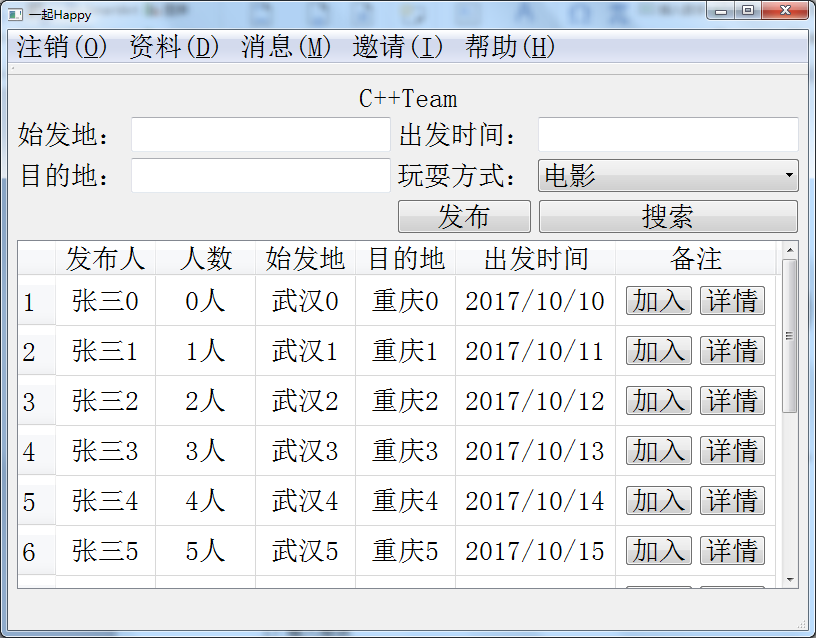 一起Happy
注销(O) 资料(D) 消息(M) 邀请(I) 帮助(H)
C++Team
始发地： 出发时间：
目的地： 玩耍方式： 电影
发布 搜索
发布人 人数 始发地 目的地 出发时间 备注
1 张三0 0人 武汉0 重庆0 2017/10/10 加入 详情
2 张三1 1人 武汉1 重庆1 2017/10/11 加入 详情
3 张三2 2人 武汉2 重庆2 2017/10/12 加入 详情
4 张三3 3人 武汉3 重庆3 2017/10/13 加入 详情
5 张三4 4人 武汉4 重庆4 2017/10/14 加入 详情
6 张三5 5人 武汉5 重庆5 2017/10/15 加入 详情